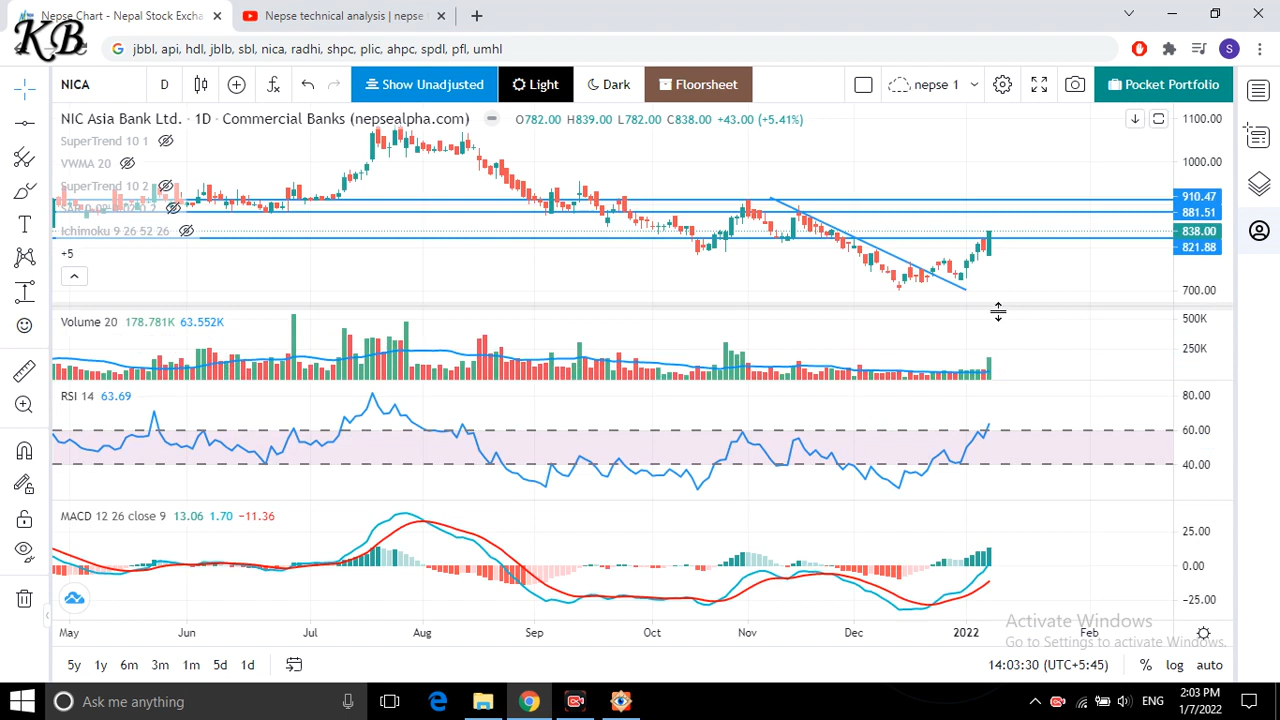 Nepse Chart - Nepal Stock Excha
Nepse technical analysis | nepse
KB
jbbl, api, hdl, jblb, sbl, nica, radhi, shpc, plic, ahpc, spdl, pfl, umhl
S
NICA D Show Unadjusted Light Dark Floorsheet nepse 1 Pocket Portfolio
NIC Asia Bank Ltd. · 1D · Commercial Banks (nepsealpha.com) O782.00 H839.00 L782.00 C838.00 +43.00 (+5.41%)
SuperTrend 10 1
VWMA 20
SuperTrend 10 2
SAR 0.02 0.02 0.2
Ichimoku 9 26 52 26
+5
1100.00
1000.00
910.47
881.51
838.00
821.88
700.00
Volume 20 178.781K 63.552K
500K
250K
RSI 14 63.69
80.00
60.00
40.00
MACD 12 26 close 9 13.06 1.70 −11.36
25.00
0.00
−25.00
Activate Windows
Go to Settings to activate Windows.
May Jun Jul Aug Sep Oct Nov Dec 2022 Feb
5y 1y 6m 3m 1m 5d 1d 14:03:30 (UTC+5:45) % log auto
Ask me anything
ENG
2:03 PM
1/7/2022